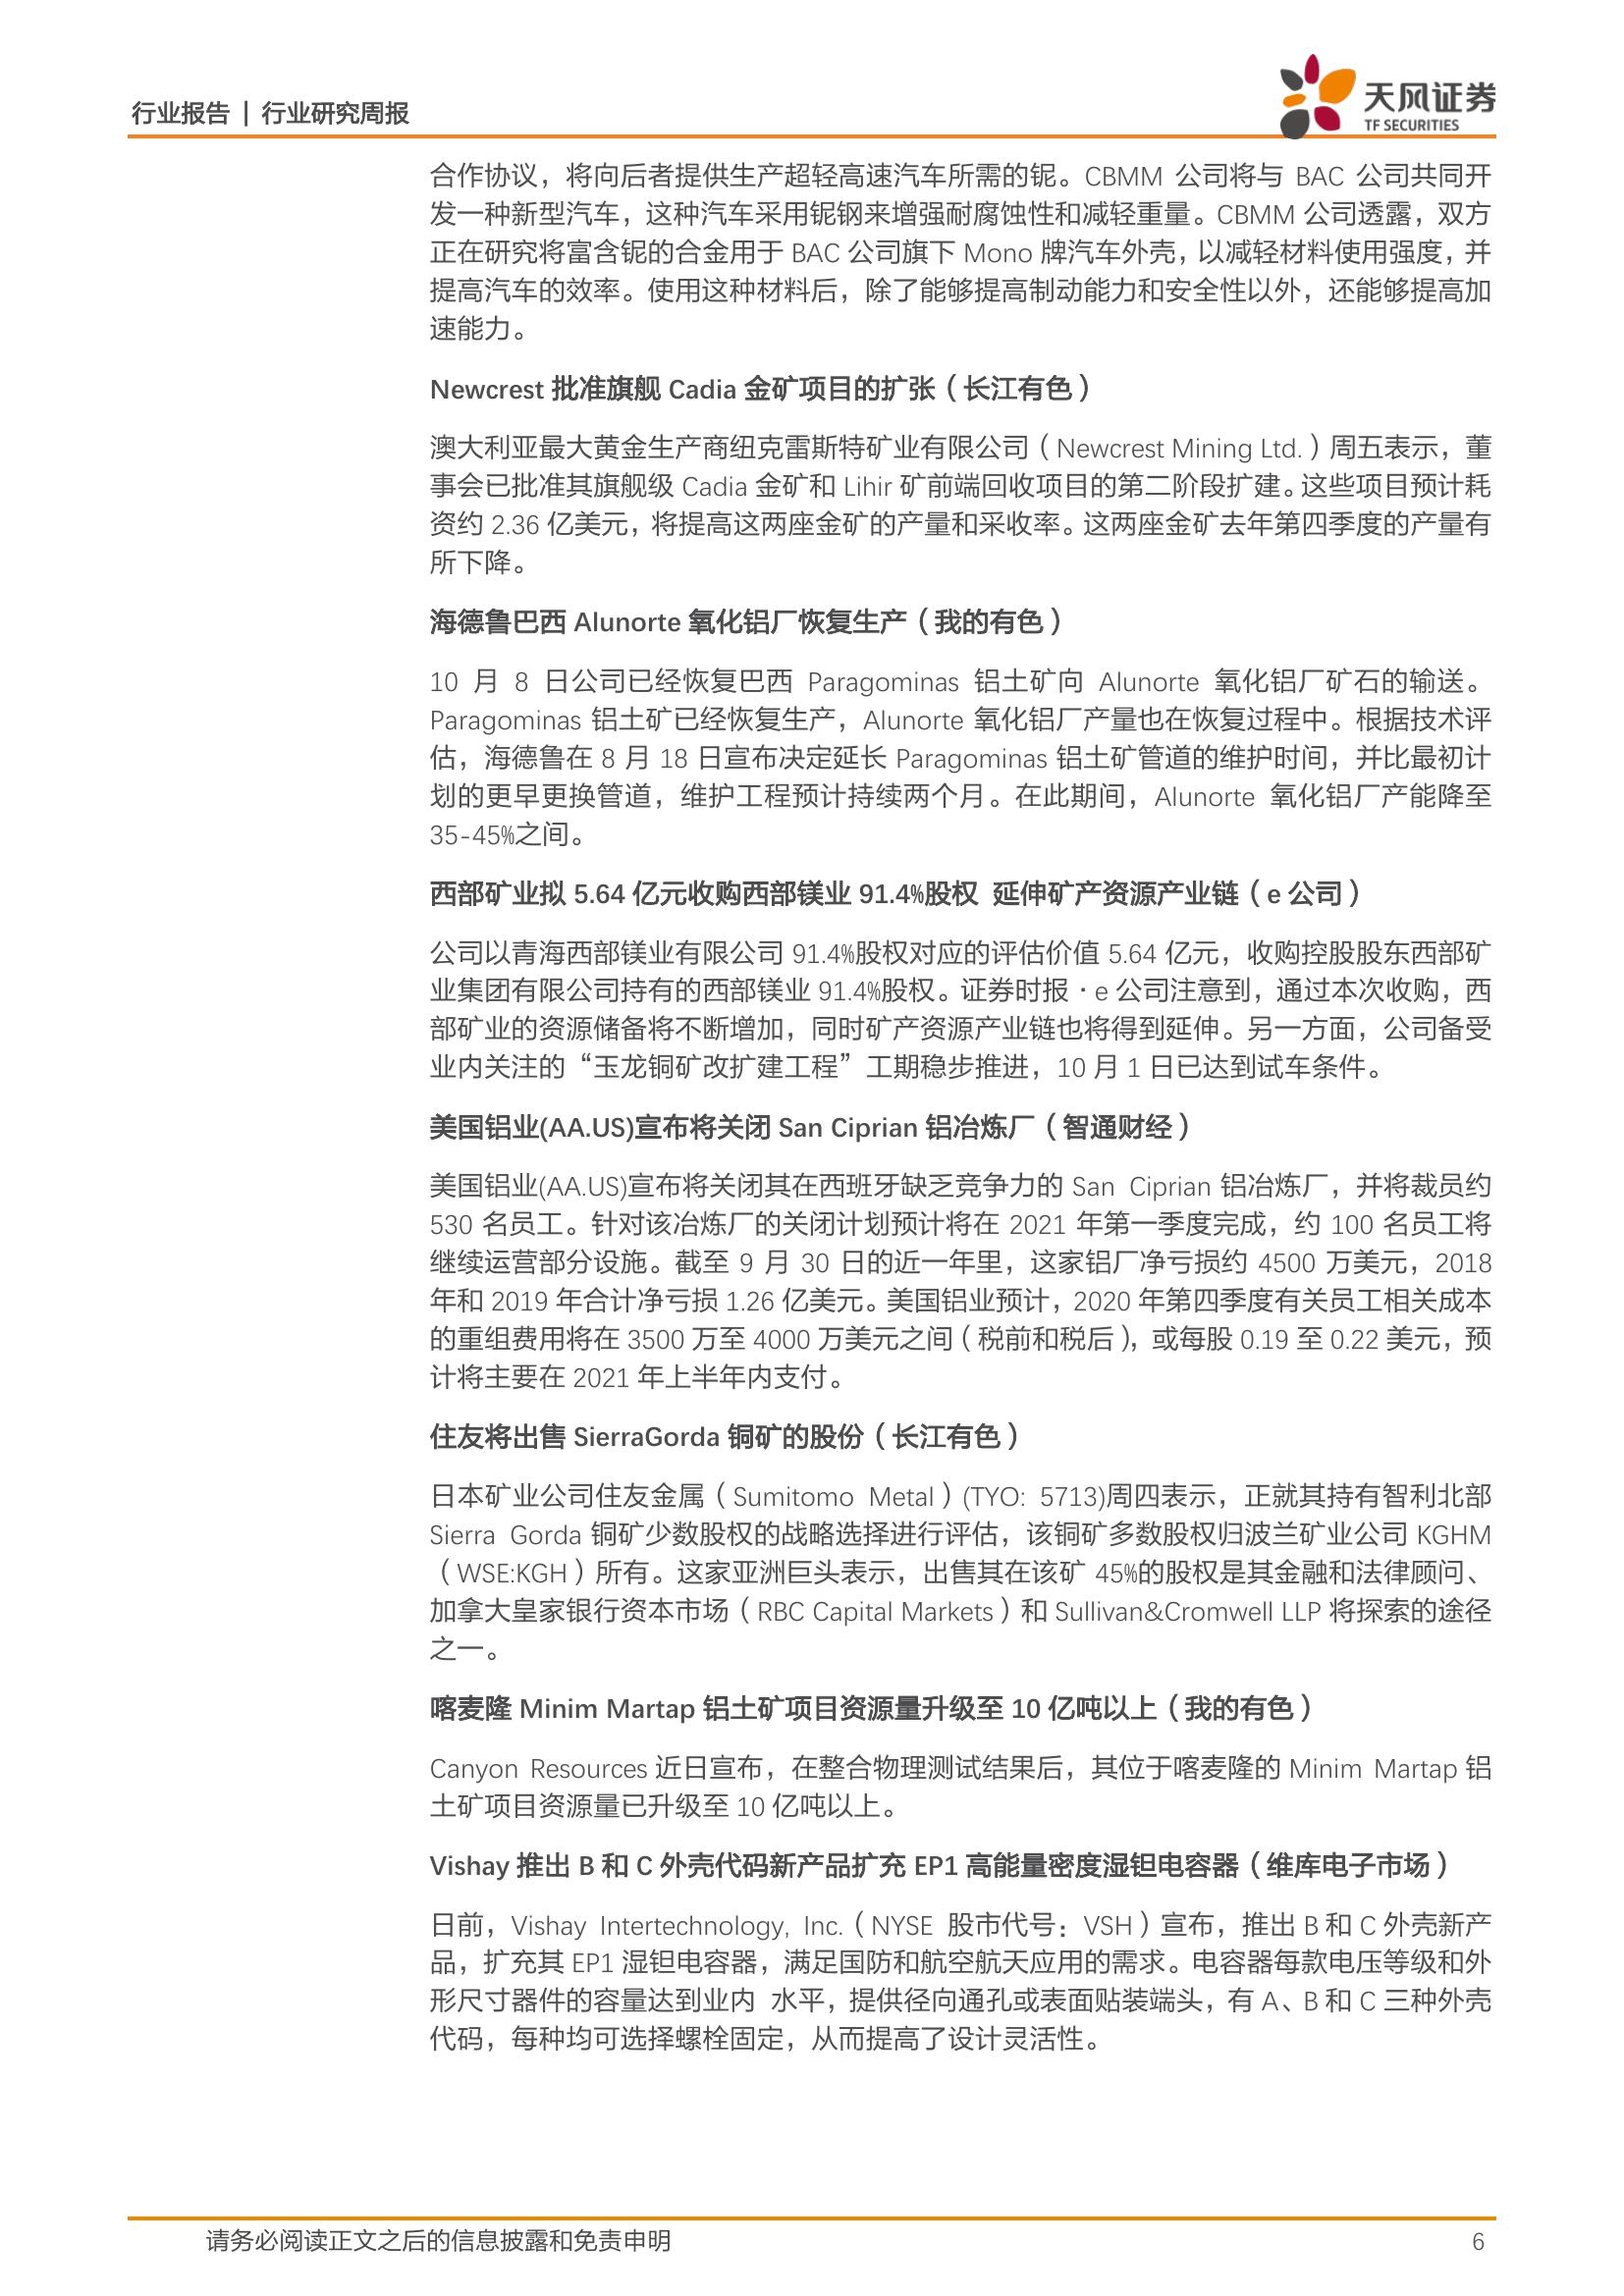 行业报告 | 行业研究周报
天风证券
TF SECURITIES
合作协议，将向后者提供生产超轻高速汽车所需的铌。CBMM 公司将与 BAC 公司共同开
发一种新型汽车，这种汽车采用铌钢来增强耐腐蚀性和减轻重量。CBMM 公司透露，双方
正在研究将富含铌的合金用于 BAC 公司旗下 Mono 牌汽车外壳，以减轻材料使用强度，并
提高汽车的效率。使用这种材料后，除了能够提高制动能力和安全性以外，还能够提高加
速能力。
Newcrest 批准旗舰 Cadia 金矿项目的扩张（长江有色）
澳大利亚最大黄金生产商纽克雷斯特矿业有限公司（Newcrest Mining Ltd.）周五表示，董
事会已批准其旗舰级 Cadia 金矿和 Lihir 矿前端回收项目的第二阶段扩建。这些项目预计耗
资约 2.36 亿美元，将提高这两座金矿的产量和采收率。这两座金矿去年第四季度的产量有
所下降。
海德鲁巴西 Alunorte 氧化铝厂恢复生产（我的有色）
10 月 8 日公司已经恢复巴西 Paragominas 铝土矿向 Alunorte 氧化铝厂矿石的输送。
Paragominas 铝土矿已经恢复生产，Alunorte 氧化铝厂产量也在恢复过程中。根据技术评
估，海德鲁在 8 月 18 日宣布决定延长 Paragominas 铝土矿管道的维护时间，并比最初计
划的更早更换管道，维护工程预计持续两个月。在此期间，Alunorte 氧化铝厂产能降至
35-45%之间。
西部矿业拟 5.64 亿元收购西部镁业 91.4%股权 延伸矿产资源产业链（e 公司）
公司以青海西部镁业有限公司 91.4%股权对应的评估价值 5.64 亿元，收购控股股东西部矿
业集团有限公司持有的西部镁业 91.4%股权。证券时报·e 公司注意到，通过本次收购，西
部矿业的资源储备将不断增加，同时矿产资源产业链也将得到延伸。另一方面，公司备受
业内关注的“玉龙铜矿改扩建工程”工期稳步推进，10 月 1 日已达到试车条件。
美国铝业(AA.US)宣布将关闭 San Ciprian 铝冶炼厂（智通财经）
美国铝业(AA.US)宣布将关闭其在西班牙缺乏竞争力的 San Ciprian 铝冶炼厂，并将裁员约
530 名员工。针对该冶炼厂的关闭计划预计将在 2021 年第一季度完成，约 100 名员工将
继续运营部分设施。截至 9 月 30 日的近一年里，这家铝厂净亏损约 4500 万美元，2018
年和 2019 年合计净亏损 1.26 亿美元。美国铝业预计，2020 年第四季度有关员工相关成本
的重组费用将在 3500 万至 4000 万美元之间（税前和税后），或每股 0.19 至 0.22 美元，预
计将主要在 2021 年上半年内支付。
住友将出售 SierraGorda 铜矿的股份（长江有色）
日本矿业公司住友金属（Sumitomo Metal）(TYO: 5713)周四表示，正就其持有智利北部
Sierra Gorda 铜矿少数股权的战略选择进行评估，该铜矿多数股权归波兰矿业公司 KGHM
（WSE:KGH）所有。这家亚洲巨头表示，出售其在该矿 45%的股权是其金融和法律顾问、
加拿大皇家银行资本市场（RBC Capital Markets）和 Sullivan&Cromwell LLP 将探索的途径
之一。
喀麦隆 Minim Martap 铝土矿项目资源量升级至 10 亿吨以上（我的有色）
Canyon Resources 近日宣布，在整合物理测试结果后，其位于喀麦隆的 Minim Martap 铝
土矿项目资源量已升级至 10 亿吨以上。
Vishay 推出 B 和 C 外壳代码新产品扩充 EP1 高能量密度湿钽电容器（维库电子市场）
日前，Vishay Intertechnology, Inc.（NYSE 股市代号：VSH）宣布，推出 B 和 C 外壳新产
品，扩充其 EP1 湿钽电容器，满足国防和航空航天应用的需求。电容器每款电压等级和外
形尺寸器件的容量达到业内 水平，提供径向通孔或表面贴装端头，有 A、B 和 C 三种外壳
代码，每种均可选择螺栓固定，从而提高了设计灵活性。
请务必阅读正文之后的信息披露和免责申明
6